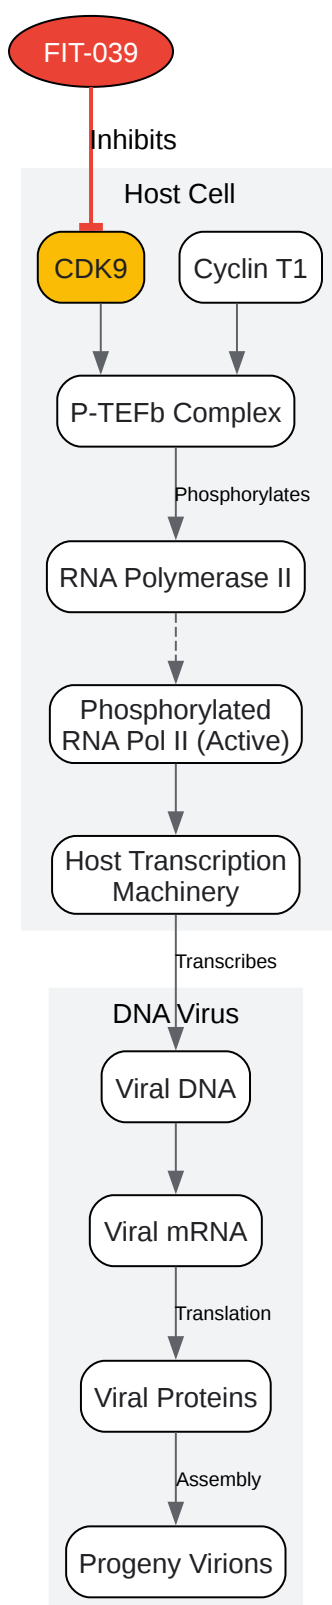 FIT-039
Inhibits
Host Cell
CDK9
Cyclin T1
P-TEFb Complex
Phosphorylates
RNA Polymerase II
Phosphorylated
RNA Pol II (Active)
Host Transcription
Machinery
Transcribes
DNA Virus
Viral DNA
Viral mRNA
Translation
Viral Proteins
Assembly
Progeny Virions